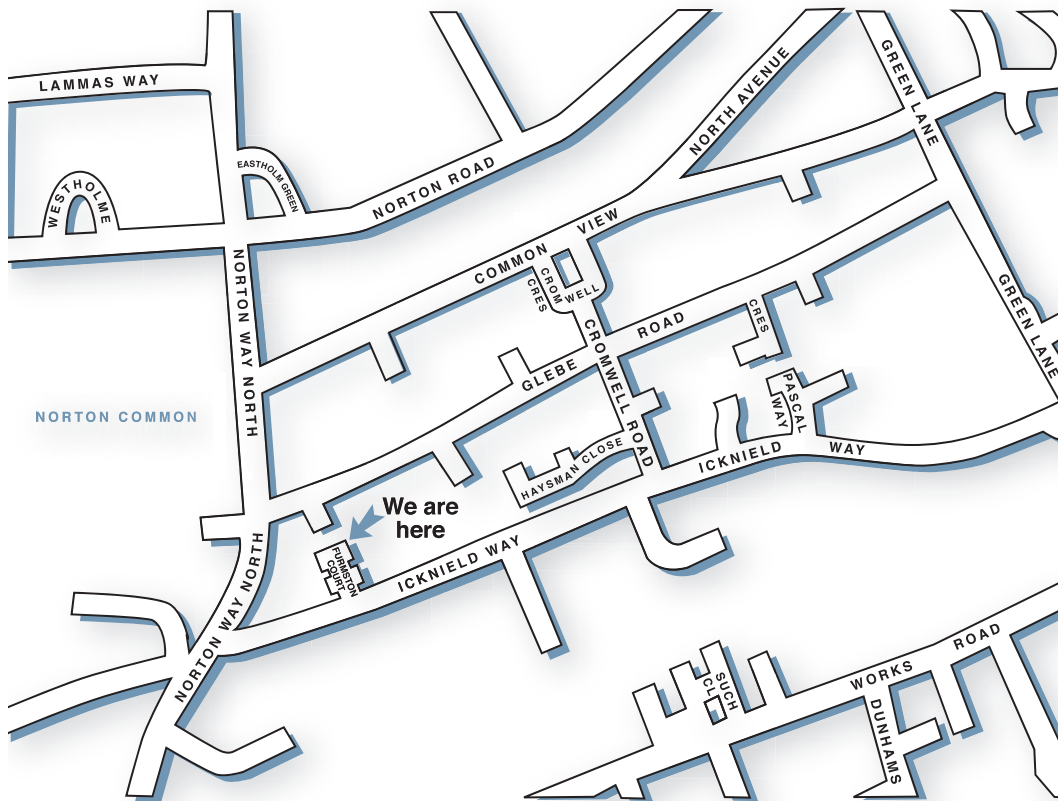 LAMMAS WAY
GREEN LANE
NORTH AVENUE
EASTHOLM GREEN
WESTHOLME
NORTON ROAD
COMMON VIEW
NORTON WAY NORTH
CROMWELL
CRES
GREEN LANE
CRES
GLEBE ROAD
CROMWELL ROAD
PASCAL
WAY
NORTON COMMON
HAYSMAN CLOSE
ICKNIELD WAY
We are
here
FURMSTON
COURT
ICKNIELD WAY
NORTON WAY NORTH
WORKS ROAD
SUCH
CL
DUNHAMS